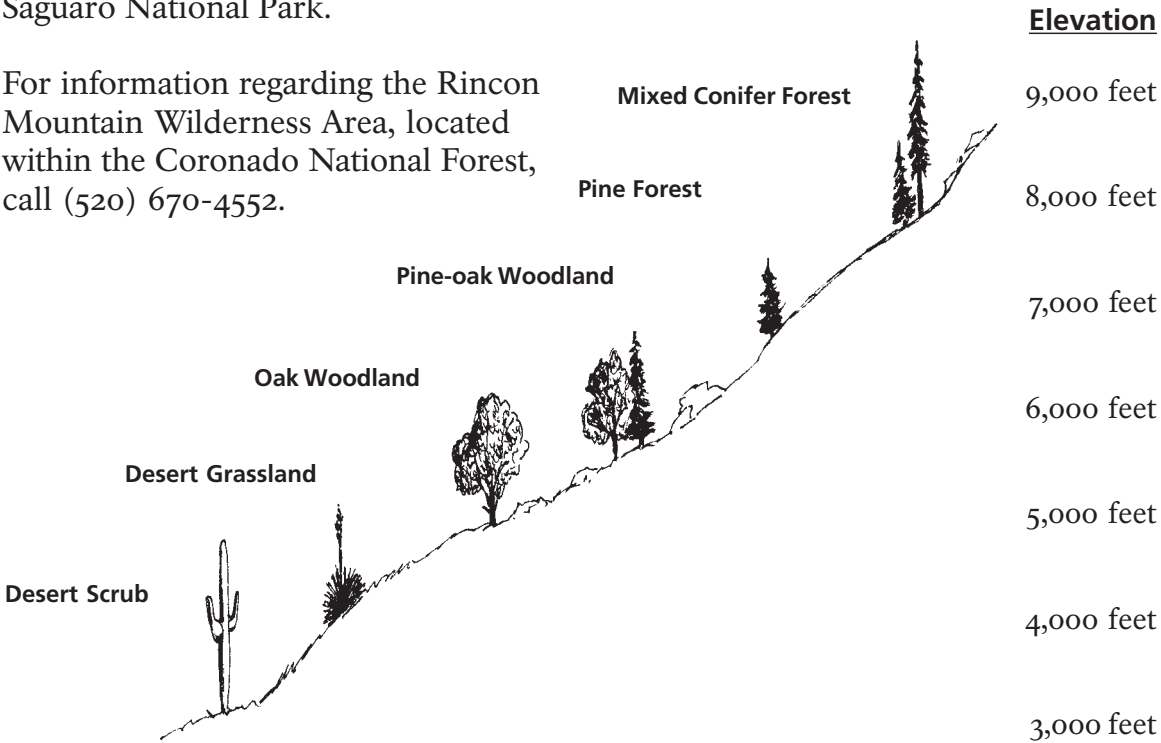 Saguaro National Park.
For information regarding the Rincon
Mountain Wilderness Area, located
within the Coronado National Forest,
call (520) 670-4552.
Elevation
Mixed Conifer Forest
9,000 feet
Pine Forest
8,000 feet
Pine-oak Woodland
7,000 feet
Oak Woodland
6,000 feet
Desert Grassland
5,000 feet
Desert Scrub
4,000 feet
3,000 feet